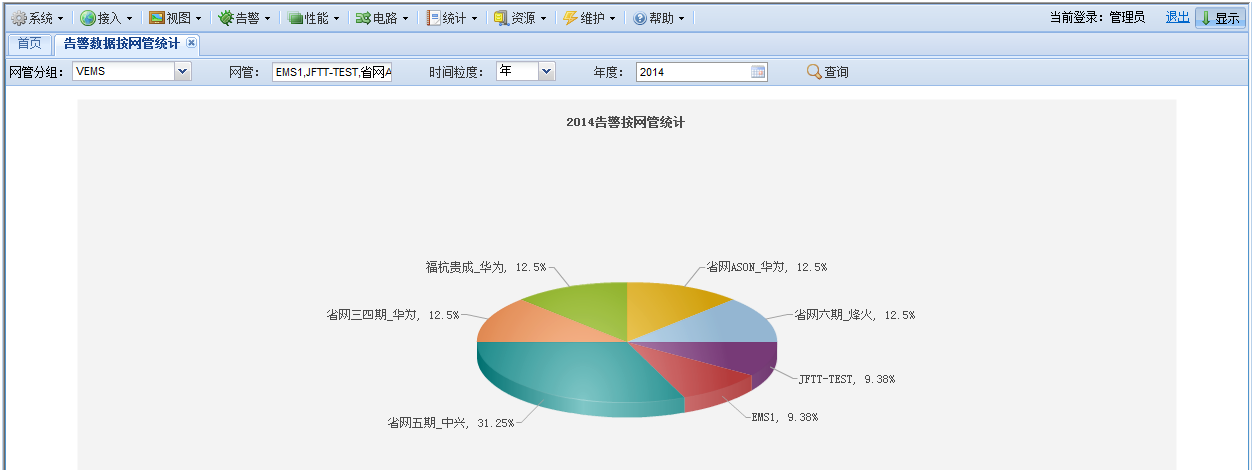 系统 接入 视图 告警 性能 电路 统计 资源 维护 帮助 当前登录：管理员 退出 显示
首页 告警数据按网管统计
网管分组： VEMS 网管： EMS1,JFTT-TEST,省网A 时间粒度： 年 年度： 2014 查询
2014告警按网管统计
福杭贵成_华为, 12.5% 省网ASON_华为, 12.5%
省网三四期_华为, 12.5% 省网六期_烽火, 12.5%
JFTT-TEST, 9.38%
省网五期_中兴, 31.25% EMS1, 9.38%